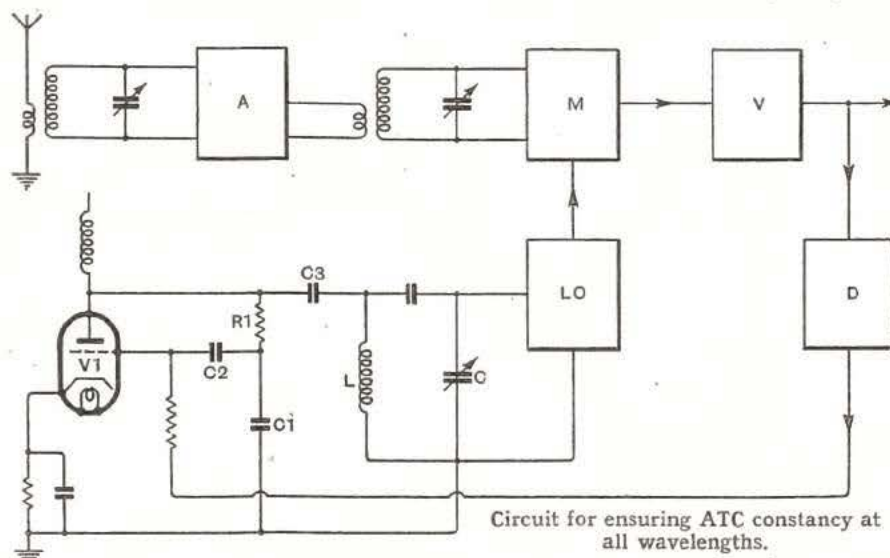 A
M
V
C3
R1
LO
D
V1
C2
L
C
C1
Circuit for ensuring ATC constancy at
all wavelengths.